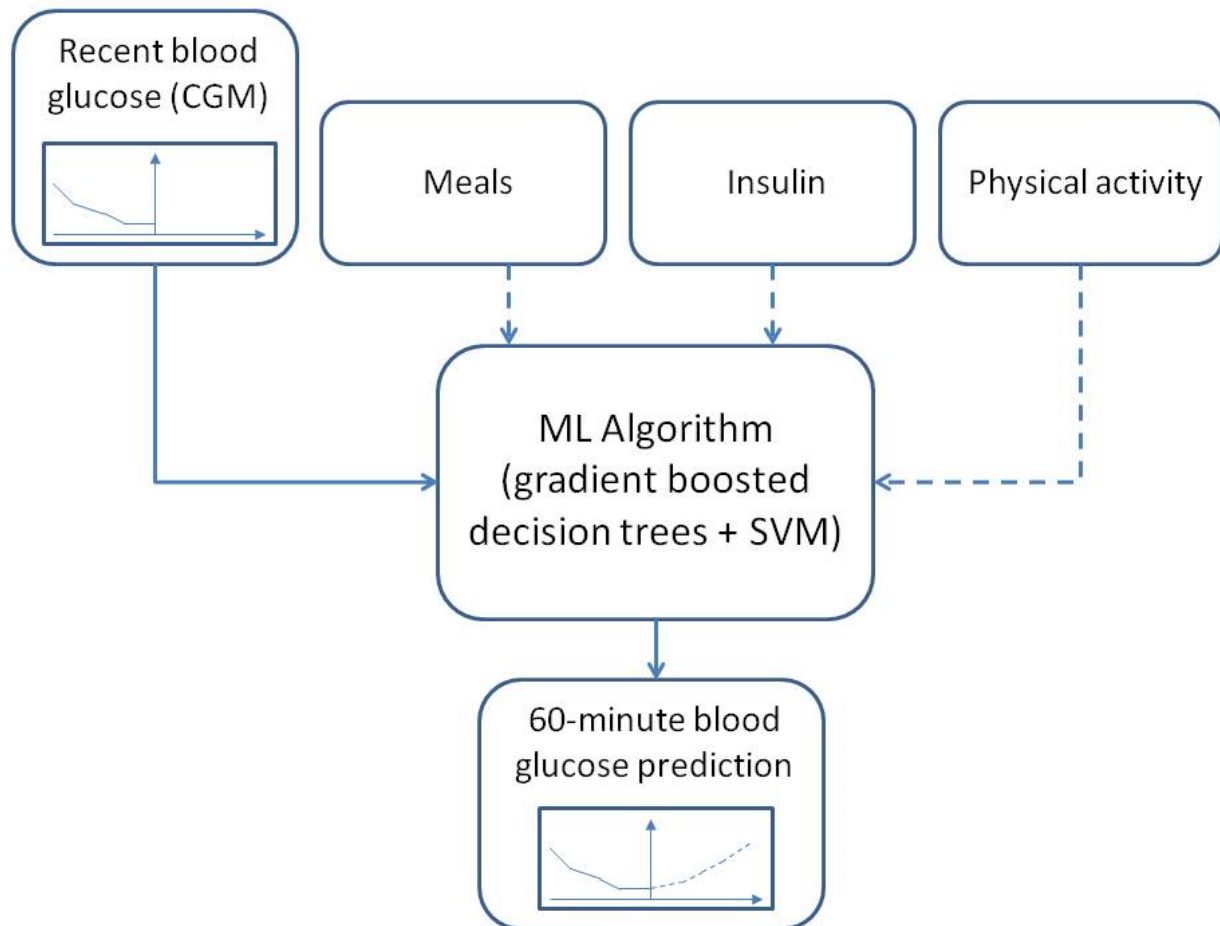 Recent blood
glucose (CGM)
Meals
Insulin
Physical activity
ML Algorithm
(gradient boosted
decision trees + SVM)
60-minute blood
glucose prediction